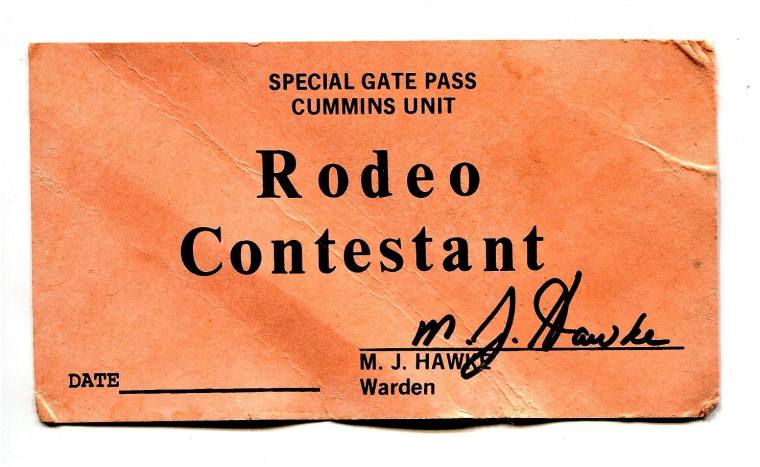 SPECIAL GATE PASS
CUMMINS UNIT
Rodeo
Contestant
M. J. Hawke
M. J. HAWKE
DATE
Warden